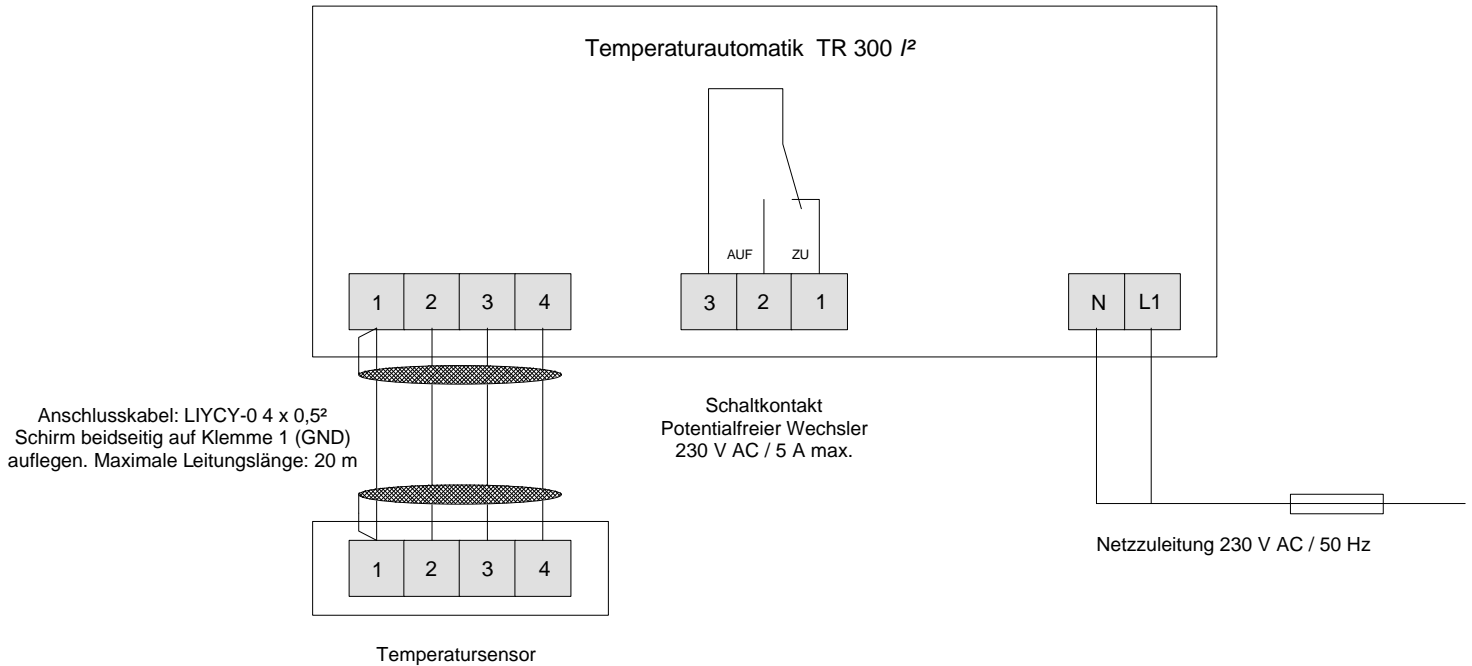 Temperaturautomatik TR 300 I²
AUF ZU
1 2 3 4
3 2 1
N L1
Anschlusskabel: LIYCY-0 4 x 0,5²
Schirm beidseitig auf Klemme 1 (GND)
auflegen. Maximale Leitungslänge: 20 m
Schaltkontakt
Potentialfreier Wechsler
230 V AC / 5 A max.
Netzzuleitung 230 V AC / 50 Hz
1 2 3 4
Temperatursensor